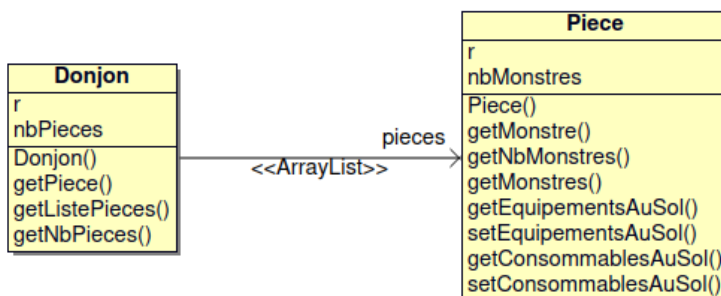 Donjon
r
nbPieces
Donjon()
getPiece()
getListePieces()
getNbPieces()
pieces
<<ArrayList>>
Piece
r
nbMonstres
Piece()
getMonstre()
getNbMonstres()
getMonstres()
getEquipementsAuSol()
setEquipementsAuSol()
getConsommablesAuSol()
setConsommablesAuSol()